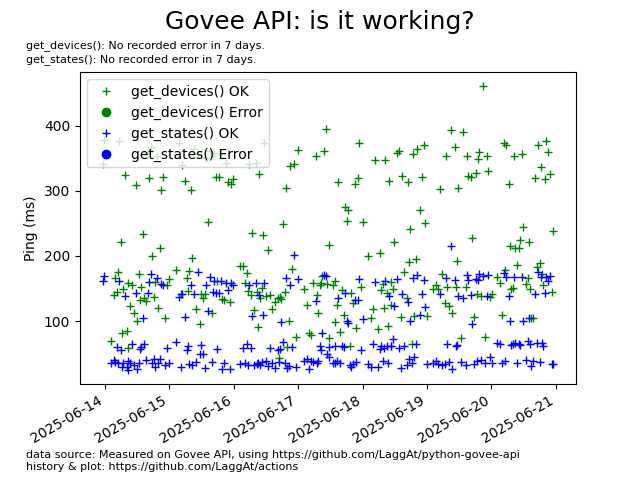 Govee API: is it working?
get_devices(): No recorded error in 7 days.
get_states(): No recorded error in 7 days.
get_devices() OK
get_devices() Error
get_states() OK
get_states() Error
Ping (ms)
400
300
200
100
2025-06-14
2025-06-15
2025-06-16
2025-06-17
2025-06-18
2025-06-19
2025-06-20
2025-06-21
data source: Measured on Govee API, using https://github.com/LaggAt/python-govee-api
history & plot: https://github.com/LaggAt/actions